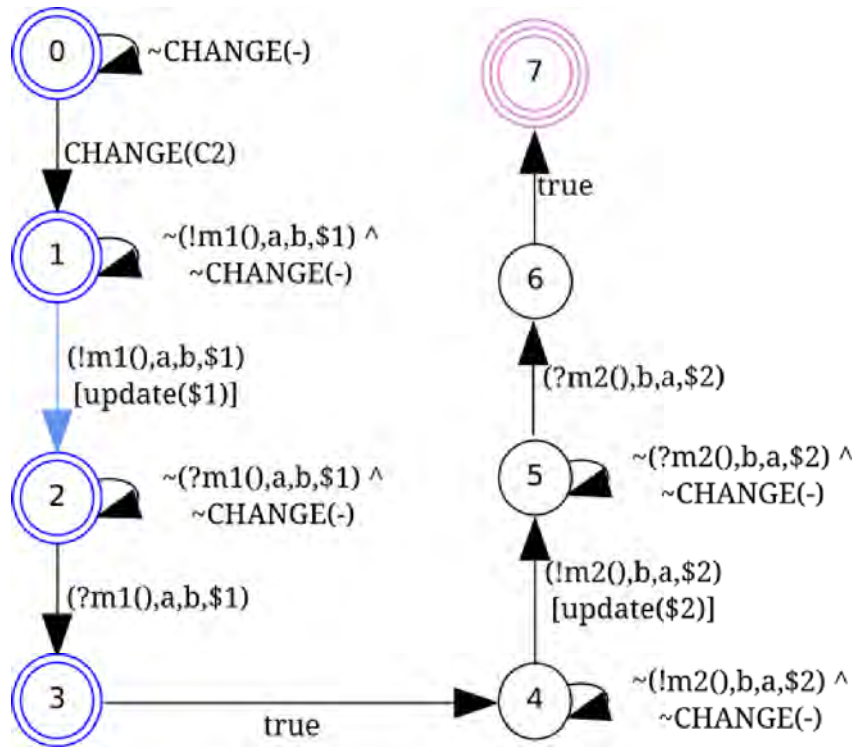 0
~CHANGE(-)
CHANGE(C2)
1
~(!m1(),a,b,$1) ^
~CHANGE(-)
(!m1(),a,b,$1)
[update($1)]
2
~(?m1(),a,b,$1) ^
~CHANGE(-)
(?m1(),a,b,$1)
3
true
4
~(!m2(),b,a,$2) ^
~CHANGE(-)
(!m2(),b,a,$2)
[update($2)]
5
~(?m2(),b,a,$2) ^
~CHANGE(-)
(?m2(),b,a,$2)
6
true
7